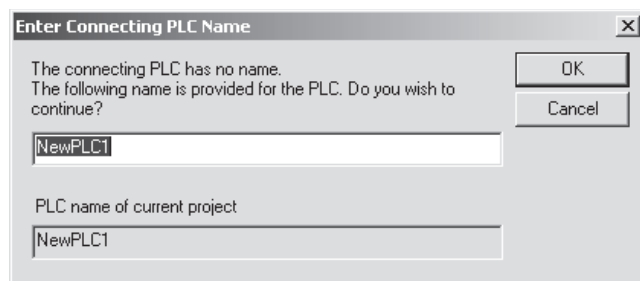 Enter Connecting PLC Name
The connecting PLC has no name.
The following name is provided for the PLC. Do you wish to
continue?
OK
Cancel
NewPLC1
PLC name of current project
NewPLC1